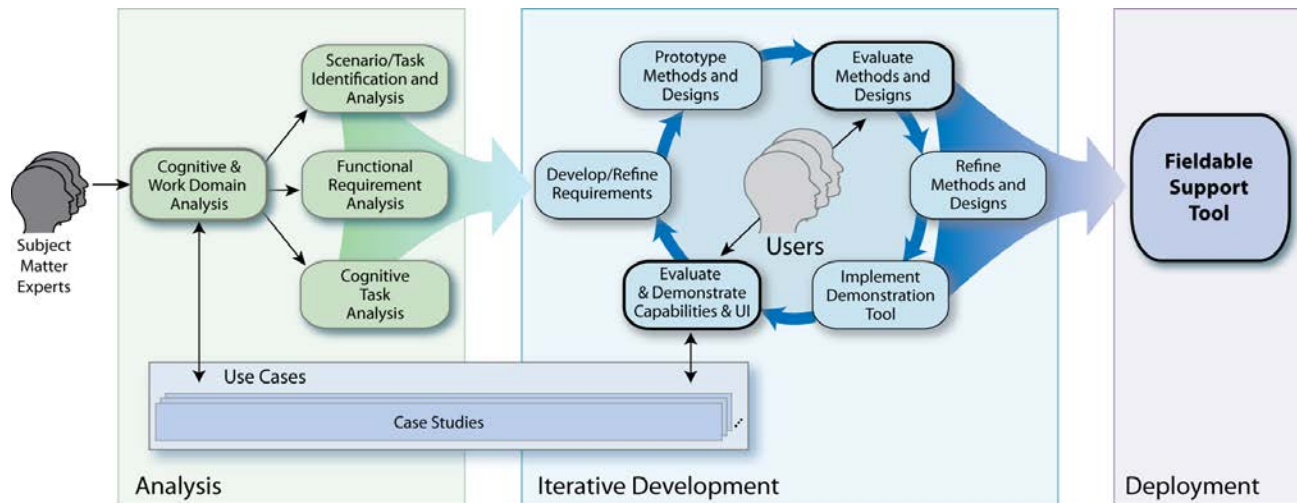 Subject
Matter
Experts
Cognitive &
Work Domain
Analysis
Scenario/Task
Identification and
Analysis
Functional
Requirement
Analysis
Cognitive
Task
Analysis
Use Cases
Case Studies
Analysis
Develop/Refine
Requirements
Prototype
Methods and
Designs
Evaluate
Methods and
Designs
Refine
Methods and
Designs
Implement
Demonstration
Tool
Evaluate
& Demonstrate
Capabilities & UI
Users
Iterative Development
Fieldable
Support
Tool
Deployment